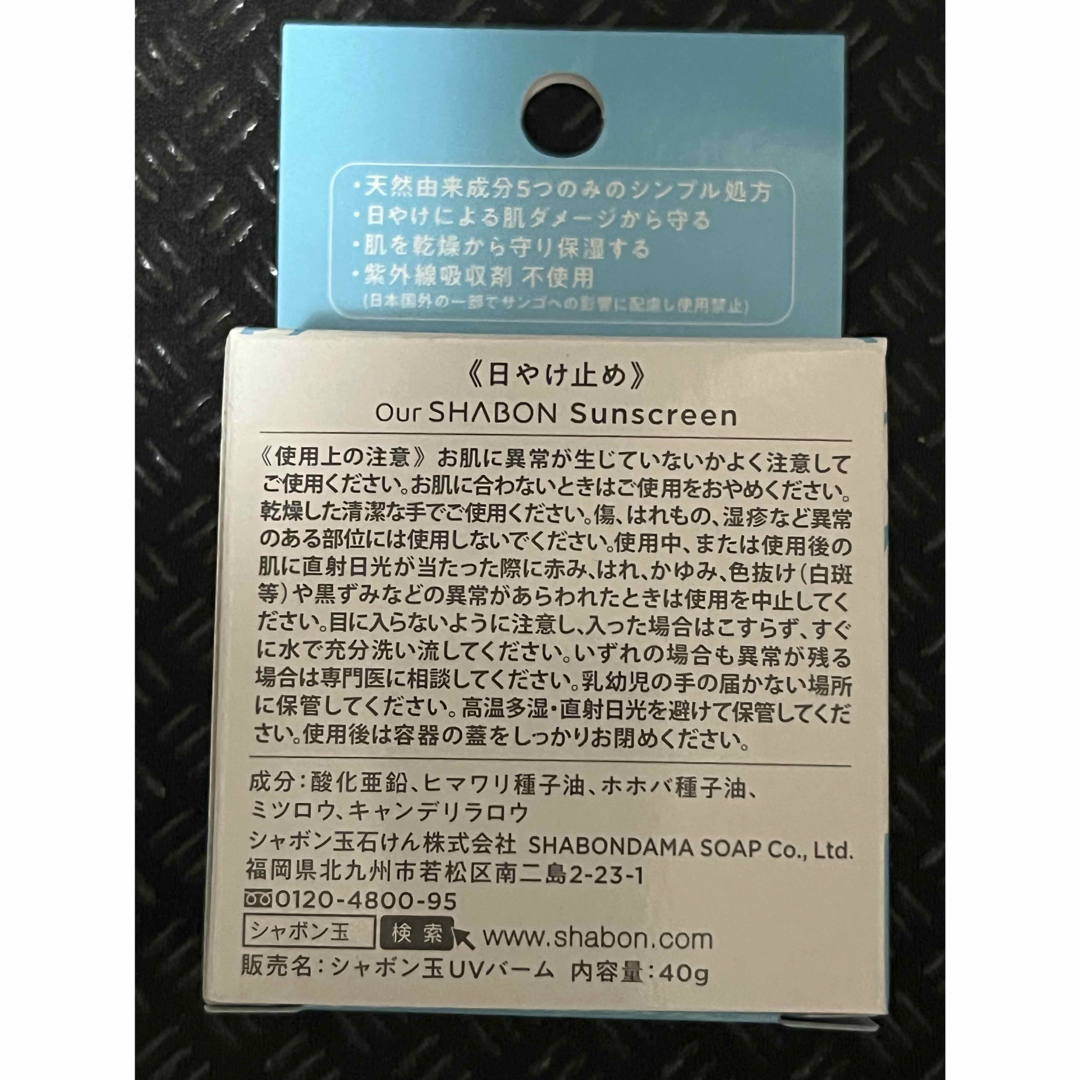 ・天然由来成分5つのみのシンプル処方
・日やけによる肌ダメージから守る
・肌を乾燥から守り保湿する
・紫外線吸収剤 不使用
(日本国外の一部でサンゴへの影響に配慮し使用禁止)
《日やけ止め》
Our SHABON Sunscreen
《使用上の注意》お肌に異常が生じていないかよく注意して
ご使用ください。お肌に合わないときはご使用をおやめください。
乾燥した清潔な手でご使用ください。傷、はれもの、湿疹など異常
のある部位には使用しないでください。使用中、または使用後の
肌に直射日光が当たった際に赤み、はれ、かゆみ、色抜け(白斑
等)や黒ずみなどの異常があらわれたときは使用を中止してく
ださい。目に入らないように注意し、入った場合はこすらず、すぐ
に水で充分洗い流してください。いずれの場合も異常が残る
場合は専門医に相談してください。乳幼児の手の届かない場所
に保管してください。高温多湿・直射日光を避けて保管してくだ
さい。使用後は容器の蓋をしっかりお閉めください。
成分：酸化亜鉛、ヒマワリ種子油、ホホバ種子油、
ミツロウ、キャンデリラロウ
シャボン玉石けん株式会社 SHABONDAMA SOAP Co., Ltd.
福岡県北九州市若松区南二島2-23-1
0120-4800-95
シャボン玉 検索 www.shabon.com
販売名：シャボン玉UVバーム 内容量：40g